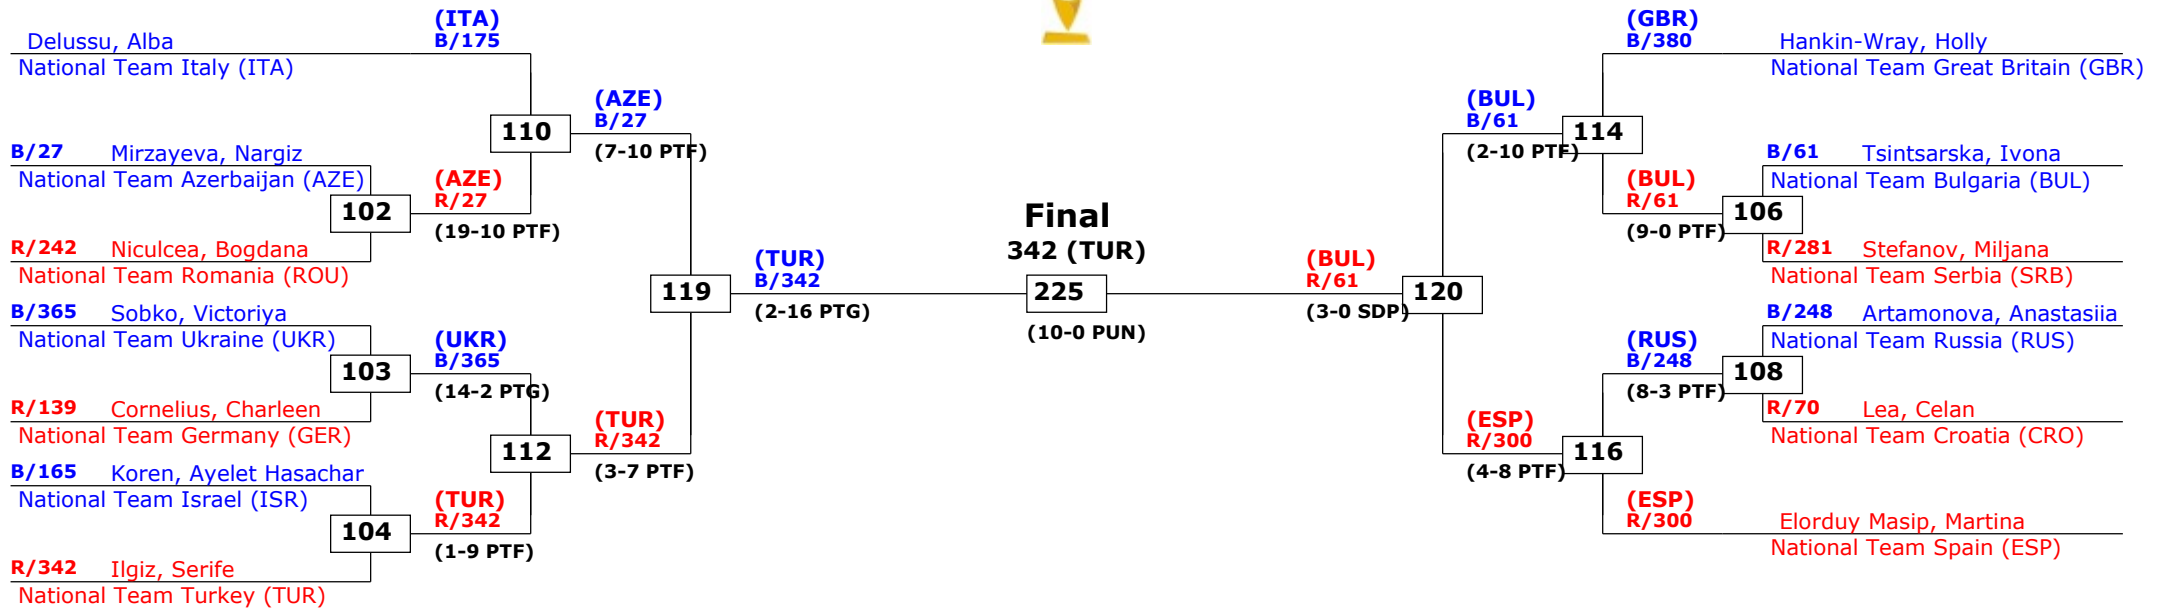 (ITA)
B/175
Delussu, Alba
National Team Italy (ITA)
110
(AZE)
B/27
(7-10 PTF)
B/27 Mirzayeva, Nargiz
National Team Azerbaijan (AZE)
102
(AZE)
R/27
(19-10 PTF)
R/242 Niculcea, Bogdana
National Team Romania (ROU)
119
(TUR)
B/342
(2-16 PTG)
B/365 Sobko, Victoriya
National Team Ukraine (UKR)
103
(UKR)
B/365
(14-2 PTG)
R/139 Cornelius, Charleen
National Team Germany (GER)
112
(TUR)
R/342
(3-7 PTF)
B/165 Koren, Ayelet Hasachar
National Team Israel (ISR)
104
(TUR)
R/342
(1-9 PTF)
R/342 Ilgiz, Serife
National Team Turkey (TUR)
Final
342 (TUR)
225
(10-0 PUN)
(GBR)
B/380
Hankin-Wray, Holly
National Team Great Britain (GBR)
(BUL)
B/61
(2-10 PTF)
114
B/61 Tsintsarska, Ivona
National Team Bulgaria (BUL)
(BUL)
R/61
(9-0 PTF)
106
R/281 Stefanov, Miljana
National Team Serbia (SRB)
(BUL)
R/61
(3-0 SDP)
120
B/248 Artamonova, Anastasiia
National Team Russia (RUS)
(RUS)
B/248
(8-3 PTF)
108
R/70 Lea, Celan
National Team Croatia (CRO)
(ESP)
R/300
(4-8 PTF)
116
(ESP)
R/300
Elorduy Masip, Martina
National Team Spain (ESP)